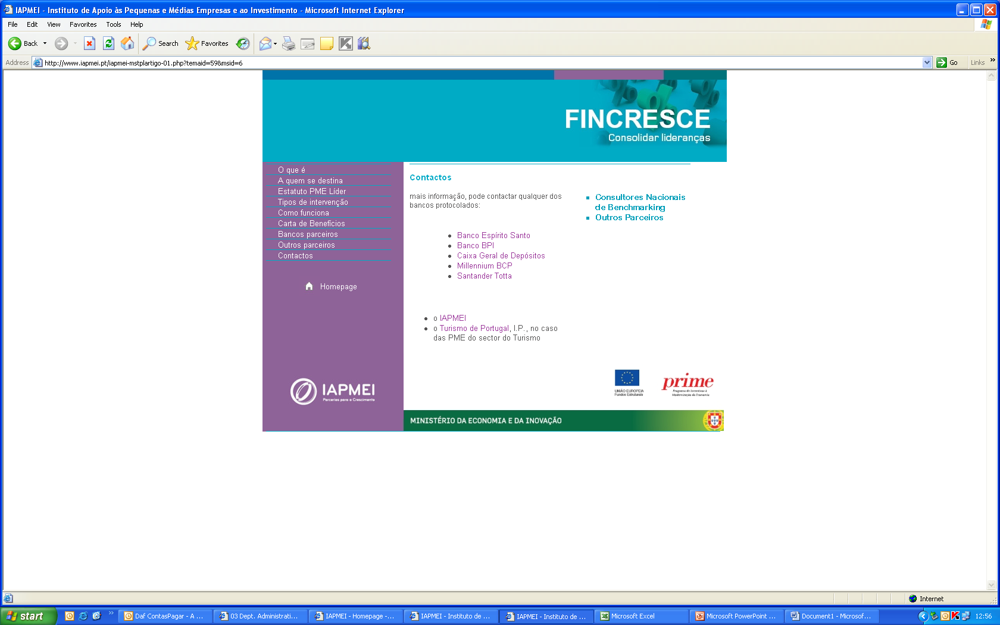 IAPMEI - Instituto de Apoio às Pequenas e Médias Empresas e ao Investimento - Microsoft Internet Explorer
File Edit View Favorites Tools Help
Back Search Favorites
Address http://www.iapmei.pt/iapmei-mstplartigo-01.php?temaid=59&msid=6 Go Links »
FINCRESCE
Consolidar lideranças
O que é
A quem se destina
Estatuto PME Líder
Tipos de intervenção
Como funciona
Carta de Benefícios
Bancos parceiros
Outros parceiros
Contactos
Homepage
IAPMEI
Parcerias para o Crescimento
Contactos
mais informação, pode contactar qualquer dos
bancos protocolados:
Banco Espírito Santo
Banco BPI
Caixa Geral de Depósitos
Millennium BCP
Santander Totta
o IAPMEI
o Turismo de Portugal, I.P., no caso
das PME do sector do Turismo
Consultores Nacionais
de Benchmarking
Outros Parceiros
UNIÃO EUROPEIA
Fundos Estruturais
prime
Programa de Incentivos à
Modernização da Economia
MINISTÉRIO DA ECONOMIA E DA INOVAÇÃO
Internet
start » Daf ContasPagar - A ... 03 Dept. Administrati... IAPMEI - Homepage -... IAPMEI - Instituto de ... IAPMEI - Instituto de ... Microsoft Excel Microsoft PowerPoint ... Document1 - Microsof... 12:56